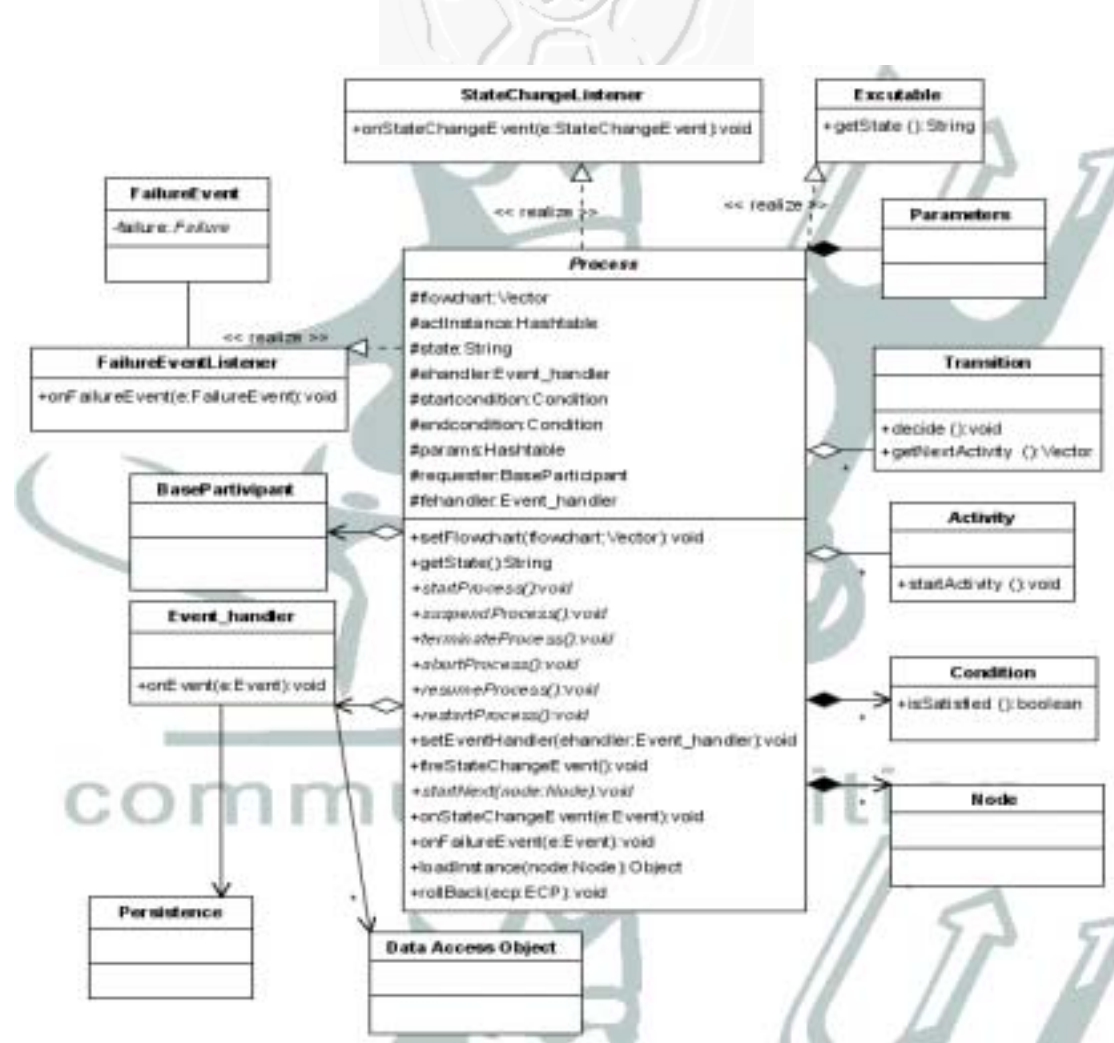 StateChangeListener
+onStateChangeEvent(e:StateChangeEvent):void
Excutable
+getState ():String
FailureEvent
-failure:Failure
<< realize >>
<< realize >>
Parameters
Process
#flowchart:Vector
#actInstance:Hashtable
#state:String
#ehandler:Event_handler
#startcondition:Condition
#endcondition:Condition
#params:Hashtable
#requester:BaseParticipant
#fehandler:Event_handler
+setFlowchart(flowchart:Vector):void
+getState():String
+startProcess():void
+suspendProcess():void
+terminateProcess():void
+abortProcess():void
+resumeProcess():void
+restartProcess():void
+setEventHandler(ehandler:Event_handler):void
+fireStateChangeEvent():void
+startNext(node:Node):void
+onStateChangeEvent(e:Event):void
+onFailureEvent(e:Event):void
+loadInstance(node:Node):Object
+rollBack(ecp:ECP):void
<< realize >>
FailureEventListener
+onFailureEvent(e:FailureEvent):void
Transition
+decide ():void
+getNextActivity ():Vector
*
BasePartivipant
Activity
+startActivity ():void
*
Event_handler
+onEvent(e:Event):void
Condition
+isSatisfied ():boolean
*
Node
*
Persistence
*
Data Access Object